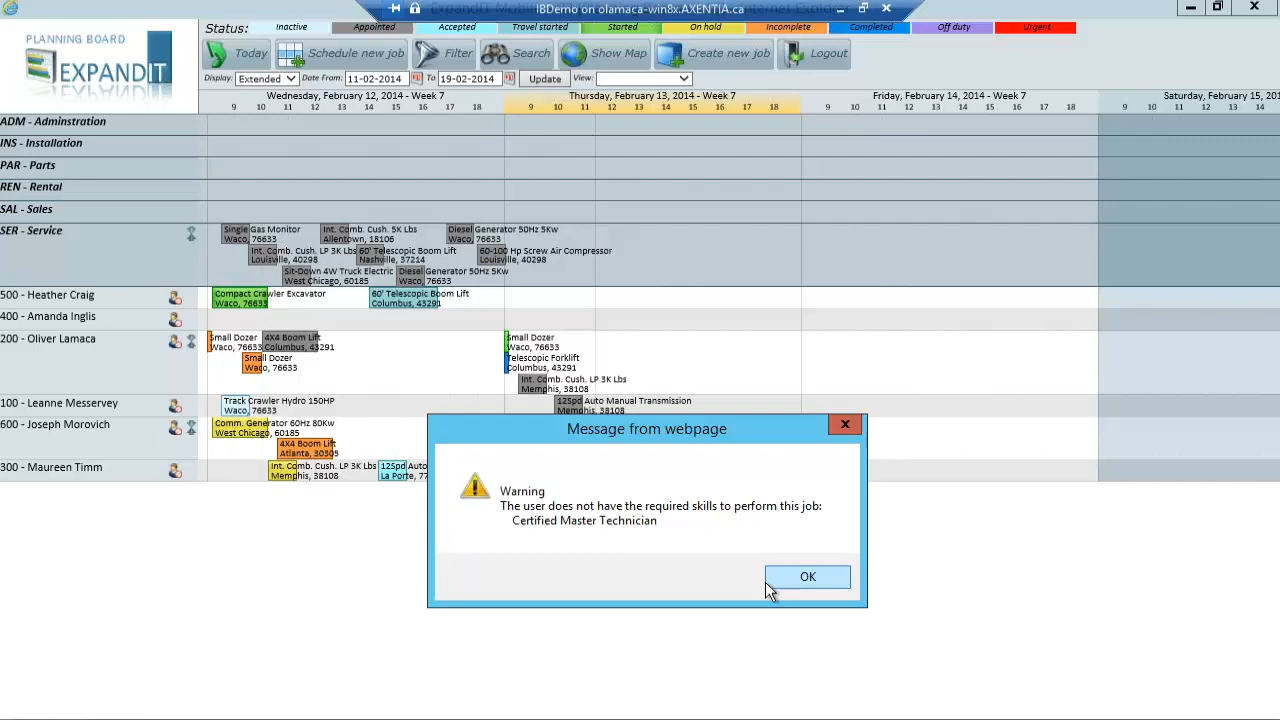 IBDemo on olamaca-win8x.AXENTIA.ca
PLANNING BOARD
EXPANDIT
Status: Inactive Appointed Accepted Travel started Started On hold Incomplete Completed Off duty Urgent
Today Schedule new job Filter Search Show Map Create new job Logout
Display: Extended Date From: 11-02-2014 To 19-02-2014 Update View:
Wednesday, February 12, 2014 - Week 7 Thursday, February 13, 2014 - Week 7 Friday, February 14, 2014 - Week 7 Saturday, February 15, 201
9 10 11 12 13 14 15 16 17 18 9 10 11 12 13 14 15 16 17 18 9 10 11 12 13 14 15 16 17 18 9 10 11 12 13 14
ADM - Adminstration
INS - Installation
PAR - Parts
REN - Rental
SAL - Sales
SER - Service
Single Gas Monitor Int. Comb. Cush. 5K Lbs Diesel Generator 50Hz 5Kw
Waco, 76633 Allentown, 18106 Waco, 76633
Int. Comb. Cush. LP 3K Lbs 60' Telescopic Boom Lift 60-100 Hp Screw Air Compressor
Louisville, 40298 Nashville, 37214 Louisville, 40298
Sit-Down 4W Truck Electric Diesel Generator 50Hz 5Kw
West Chicago, 60185 Waco, 76633
500 - Heather Craig
Compact Crawler Excavator 60' Telescopic Boom Lift
Waco, 76633 Columbus, 43291
400 - Amanda Inglis
200 - Oliver Lamaca
Small Dozer 4X4 Boom Lift Small Dozer
Waco, 76633 Columbus, 43291 Waco, 76633
Small Dozer Telescopic Forklift
Waco, 76633 Columbus, 43291
Int. Comb. Cush. LP 3K Lbs
Memphis, 38108
100 - Leanne Messervey
Track Crawler Hydro 150HP 12Spd Auto Manual Transmission
Waco, 76633 Memphis, 38108
600 - Joseph Morovich
Comm. Generator 60Hz 80Kw
West Chicago, 60185
4X4 Boom Lift
Atlanta, 30305
300 - Maureen Timm
Int. Comb. Cush. LP 3K Lbs 12Spd Auto
Memphis, 38108 La Porte, 77
Message from webpage
Warning
The user does not have the required skills to perform this job:
Certified Master Technician
OK